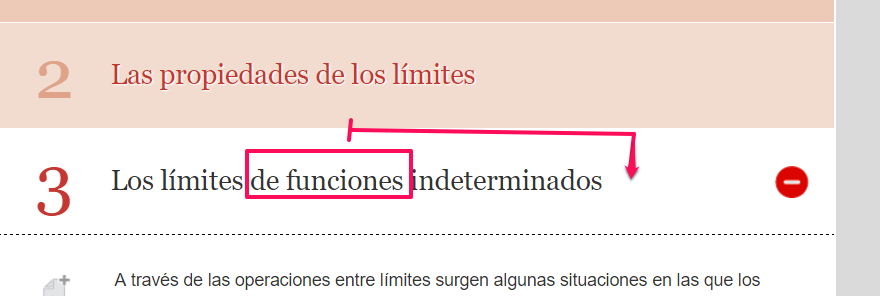 2 Las propiedades de los límites
3 Los límites de funciones indeterminados
A través de las operaciones entre límites surgen algunas situaciones en las que los